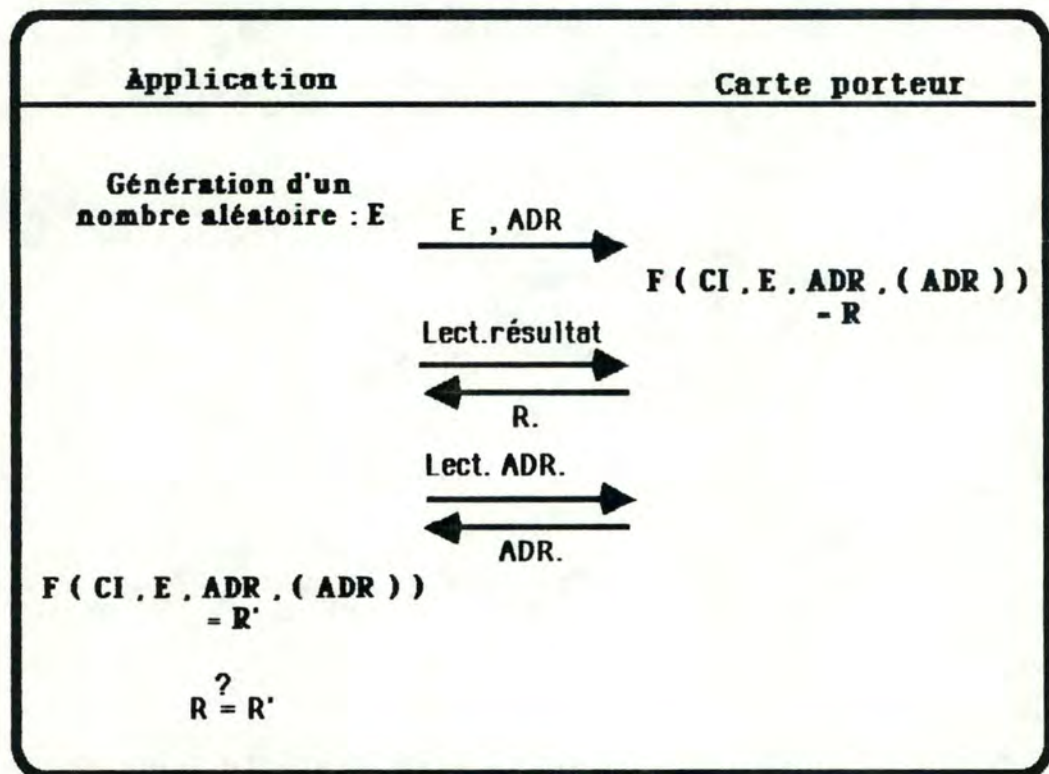 Application
Carte porteur
Génération d'un
nombre aléatoire : E
E , ADR
F ( CI , E , ADR , ( ADR ) )
= R
Lect.résultat
R.
Lect. ADR.
ADR.
F ( CI , E , ADR , ( ADR ) )
= R'
?
R = R'